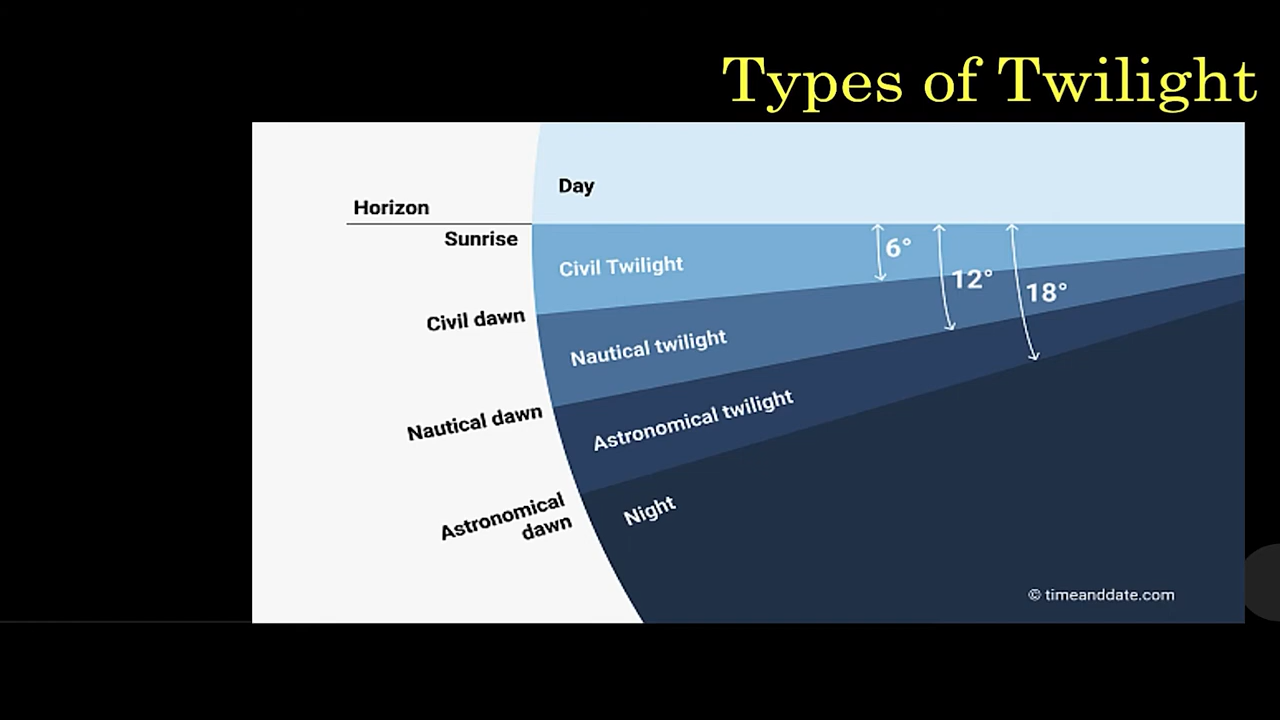 Types of Twilight
Day
Horizon
Sunrise
6°
Civil Twilight
12°
18°
Civil dawn
Nautical twilight
Nautical dawn
Astronomical twilight
Astronomical
dawn
Night
© timeanddate.com